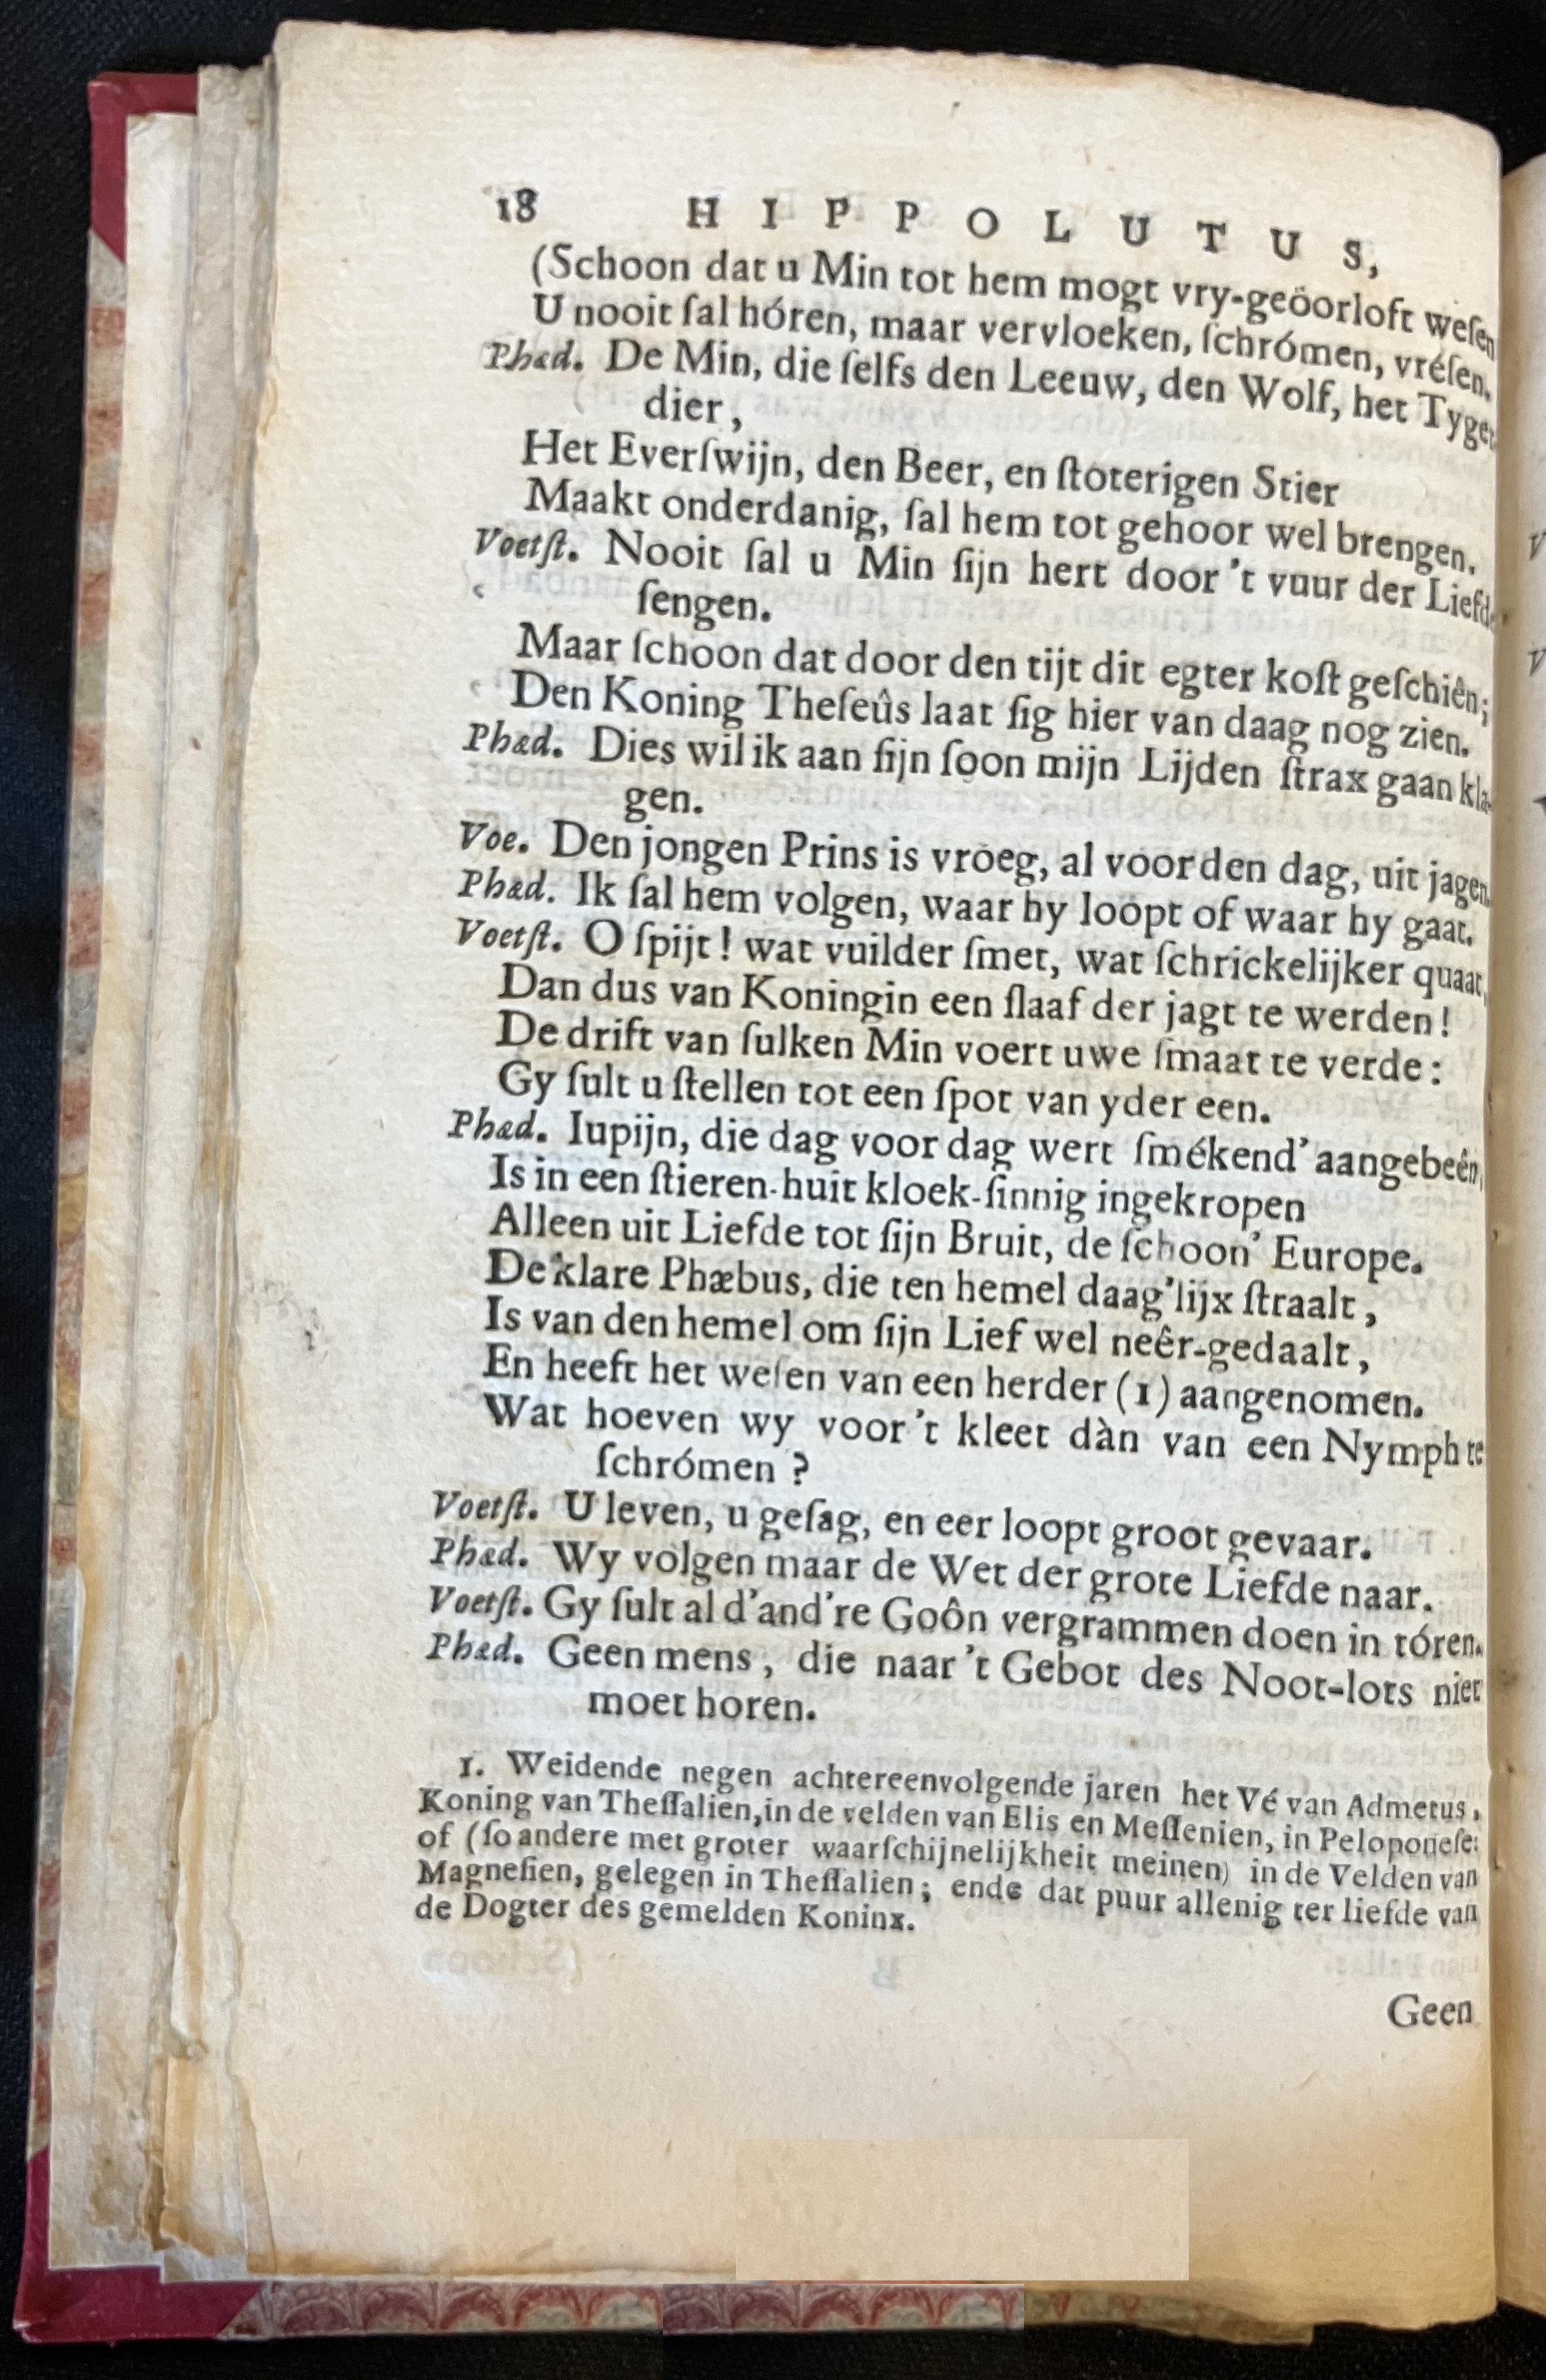 18 HIPPOLUTUS,
(Schoon dat u Min tot hem mogt vry-geöorloft weſen
U nooit ſal hóren, maar vervloeken, ſchrómen, vréſen.
Phæd. De Min, die ſelfs den Leeuw, den Wolf, het Tyger
dier,
Het Everſwijn, den Beer, en ſtoterigen Stier
Maakt onderdanig, ſal hem tot gehoor wel brengen.
Voetſt. Nooit ſal u Min ſijn hert door 't vuur der Liefde
ſengen.
Maar ſchoon dat door den tijt dit egter koſt geſchiên;
Den Koning Theſeûs laat ſig hier van daag nog zien.
Phæd. Dies wil ik aan ſijn ſoon mijn Lijden ſtrax gaan kla-
gen.
Voe. Den jongen Prins is vroeg, al voor den dag, uit jagen.
Phæd. Ik ſal hem volgen, waar hy loopt of waar hy gaat.
Voetſt. O ſpijt! wat vuilder ſmet, wat ſchrickelijker quaat,
Dan dus van Koningin een ſlaaf der jagt te werden!
De drift van ſulken Min voert uwe ſmaat te verde:
Gy ſult u ſtellen tot een ſpot van yder een.
Phæd. Iupijn, die dag voor dag wert ſmékend' aangebeên,
Is in een ſtieren-huit kloek-ſinnig ingekropen
Alleen uit Liefde tot ſijn Bruit, de ſchoon' Europe.
De klare Phæbus, die ten hemel daag'lijx ſtraalt,
Is van den hemel om ſijn Lief wel neêr-gedaalt,
En heeft het weſen van een herder (1) aangenomen.
Wat hoeven wy voor 't kleet dàn van een Nymph te
ſchrómen?
Voetſt. U leven, u geſag, en eer loopt groot gevaar.
Phæd. Wy volgen maar de Wet der grote Liefde naar.
Voetſt. Gy ſult al d'and're Goôn vergrammen doen in tóren.
Phæd. Geen mens, die naar 't Gebot des Noot-lots niet
moet horen.
1. Weidende negen achtereenvolgende jaren het Vé van Admetus,
Koning van Theſſalien, in de velden van Elis en Meſſenien, in Peloponeſe:
of (ſo andere met groter waarſchijnelijkheit meinen) in de Velden van
Magneſien, gelegen in Theſſalien; ende dat puur allenig ter liefde van
de Dogter des gemelden Koninx.
Geen